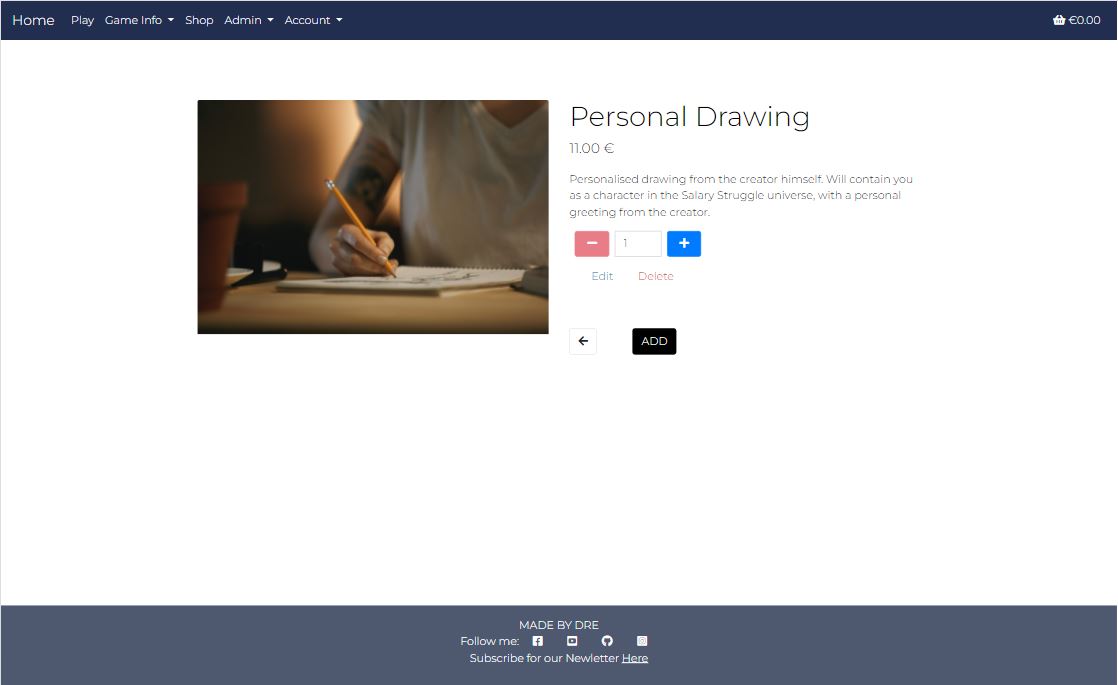 Home Play Game Info Shop Admin Account €0.00
Personal Drawing
11.00 €
Personalised drawing from the creator himself. Will contain you
as a character in the Salary Struggle universe, with a personal
greeting from the creator.
1
Edit Delete
ADD
MADE BY DRE
Follow me:
Subscribe for our Newletter Here